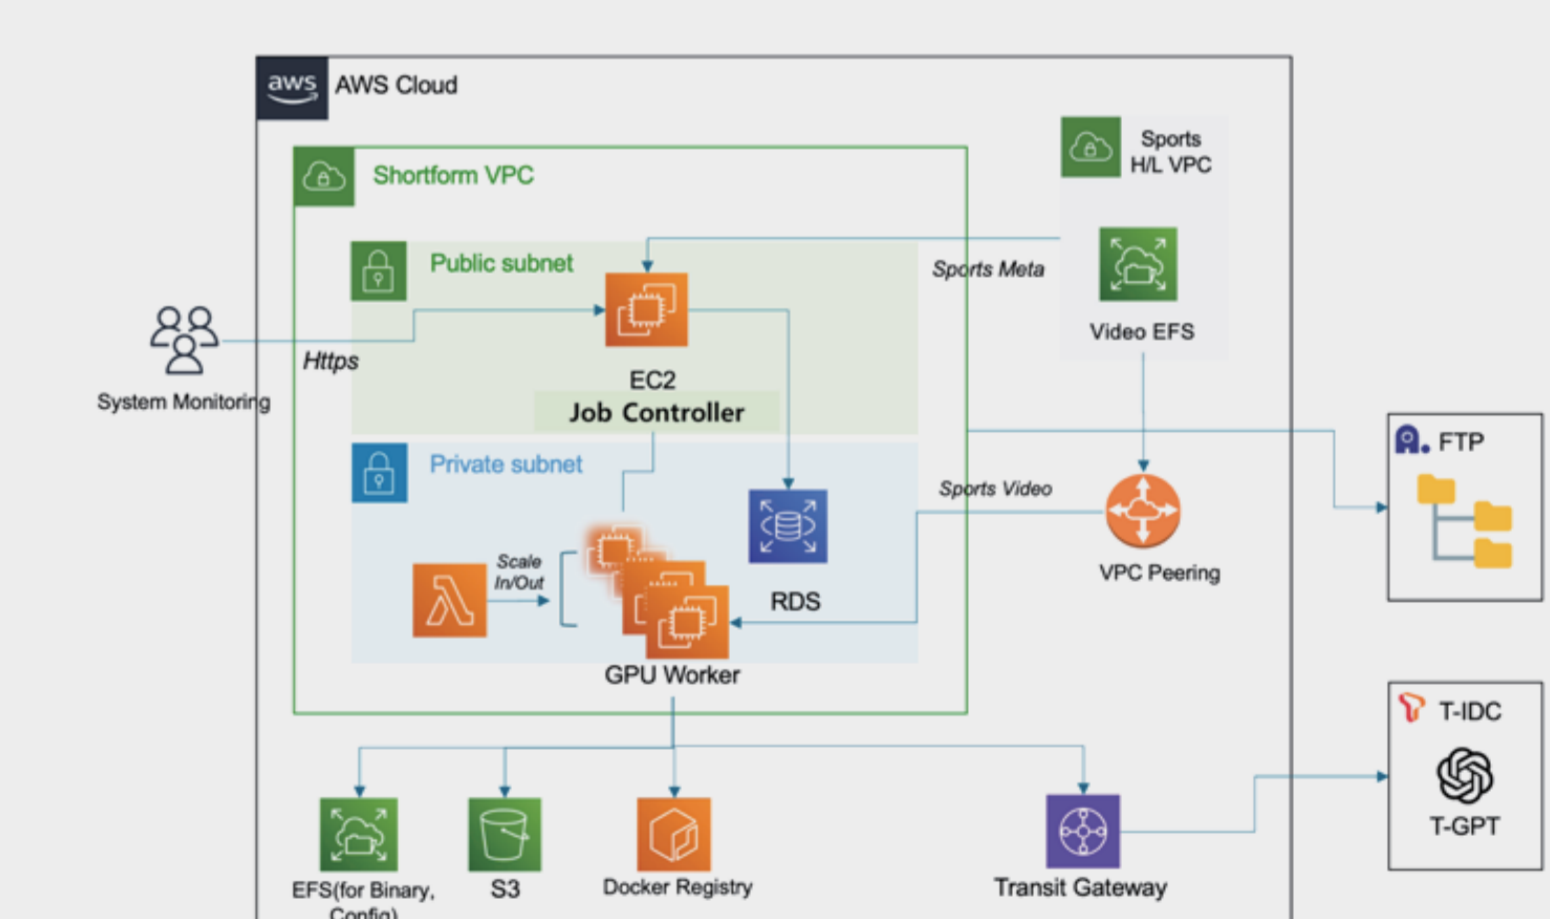 aws
AWS Cloud
Sports
H/L VPC
Shortform VPC
Public subnet
Sports Meta
Video EFS
Https
System Monitoring
EC2
Job Controller
FTP
Private subnet
Sports Video
Scale
In/Out
VPC Peering
RDS
GPU Worker
T-IDC
T-GPT
EFS(for Binary,
Config)
S3
Docker Registry
Transit Gateway